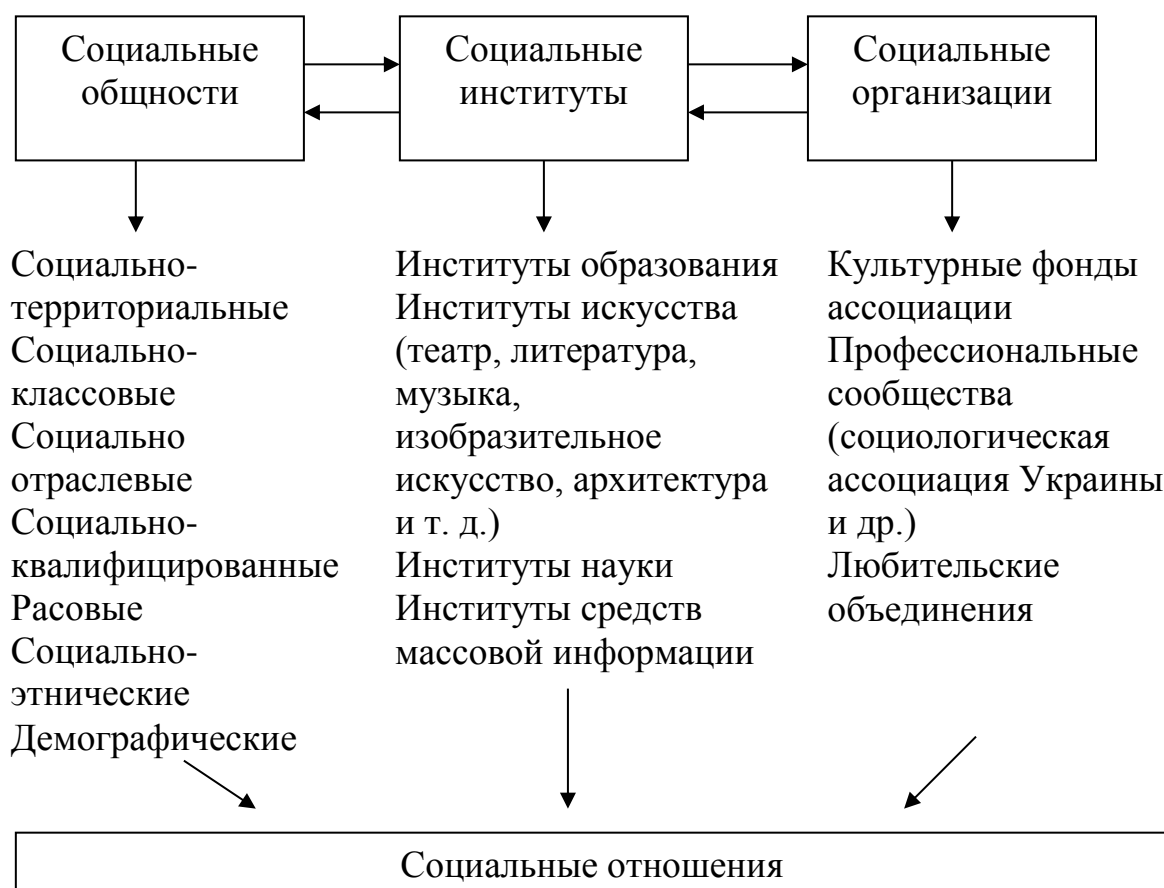 Социальные
общности
Социальные
институты
Социальные
организации
Социально-
территориальные
Социально-
классовые
Социально
отраслевые
Социально-
квалифицированные
Расовые
Социально-
этнические
Демографические
Институты образования
Институты искусства
(театр, литература,
музыка,
изобразительное
искусство, архитектура
и т. д.)
Институты науки
Институты средств
массовой информации
Культурные фонды
ассоциации
Профессиональные
сообщества
(социологическая
ассоциация Украины
и др.)
Любительские
объединения
Социальные отношения